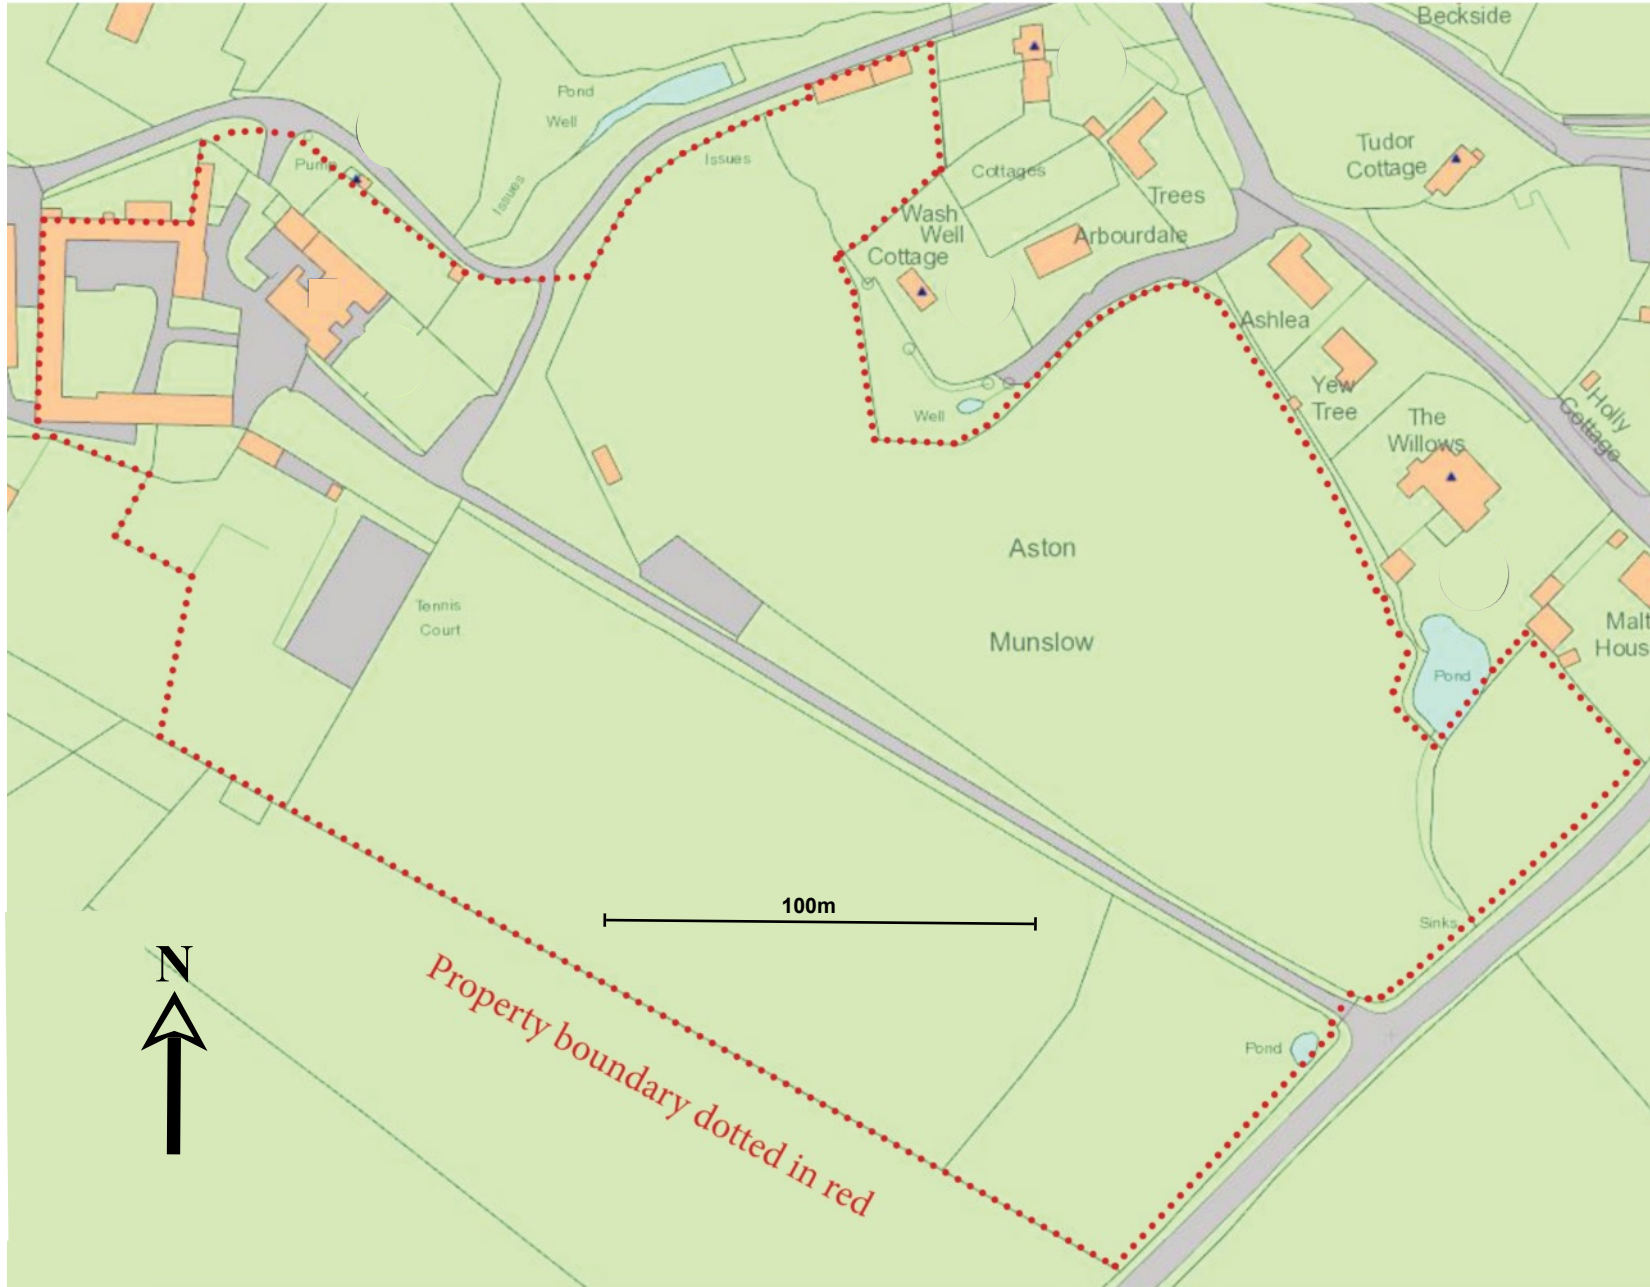 Beckside
Pond
Well
Tudor
Cottage
Pump
Issues
Issues
Cottages
Trees
Wash
Well
Cottage
Arbourdale
Ashlea
Yew
Tree
Holly
Cottage
The
Willows
Well
Aston
Munslow
Tennis
Court
Malt
Hous
Pond
100m
Sinks
N
Property boundary dotted in red
Pond